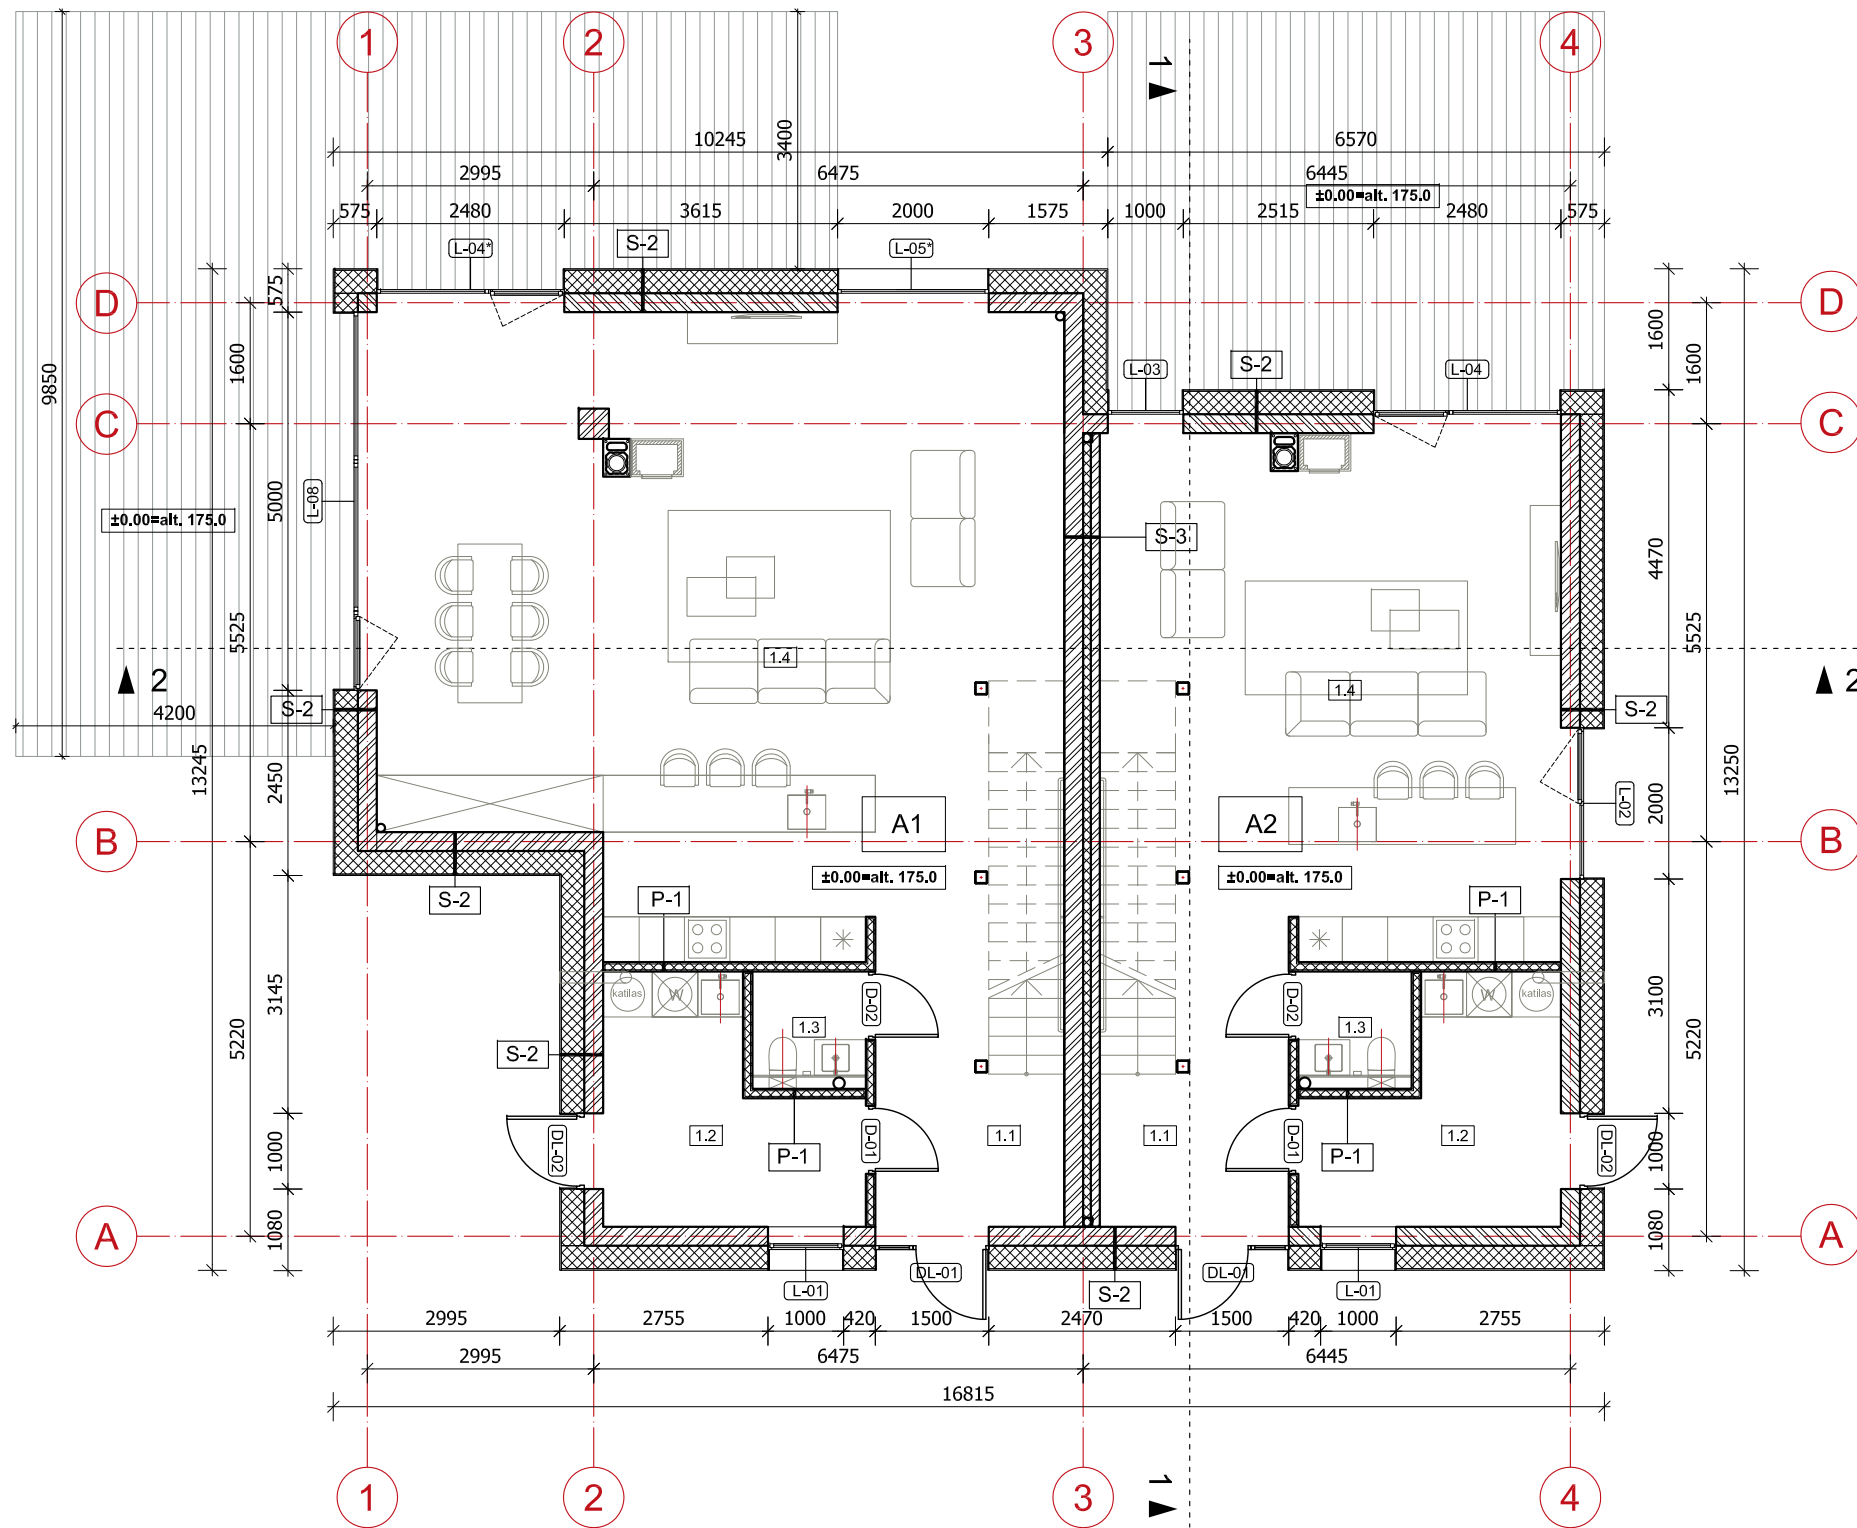 1 2 3 4
1
10245 3400 6570
2995 6475 6445
±0.00=alt. 175.0
575 2480 3615 2000 1575 1000 2515 2480 575
L-04* S-2 L-05*
D D
575 1600 1600
9850 1600
L-03 S-2 L-04
C C
L-08 5000
±0.00=alt. 175.0
S-3 4470
5525 5525
1.4 1.4
2 2
4200 S-2 S-2
13245 2450 13250
A1 A2 2000 L-02
B B
±0.00=alt. 175.0 ±0.00=alt. 175.0
S-2 P-1 P-1
3145 katilas W D-02 D-02 W katilas 3100
1.3 1.3
5220 S-2 5220
1.2 1.1 1.1 1.2
1000 DL-02 P-1 D-01 D-01 P-1 DL-02 1000
1080 1080
A A
DL-01 DL-01
L-01 S-2 L-01
2995 2755 1000 420 1500 2470 1500 420 1000 2755
2995 6475 6445
16815
1
1 2 3 4